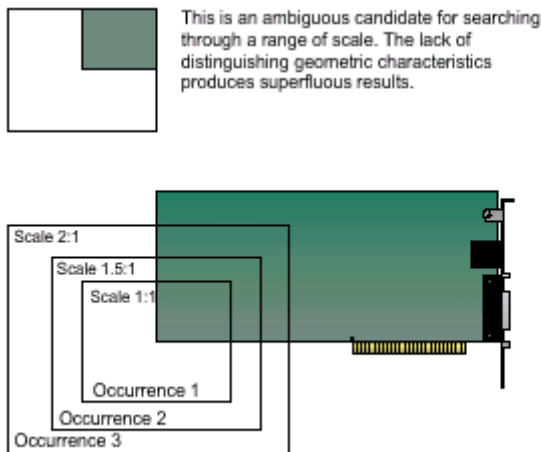 This is an ambiguous candidate for searching
through a range of scale. The lack of
distinguishing geometric characteristics
produces superfluous results.
Scale 2:1
Scale 1.5:1
Scale 1:1
Occurrence 1
Occurrence 2
Occurrence 3